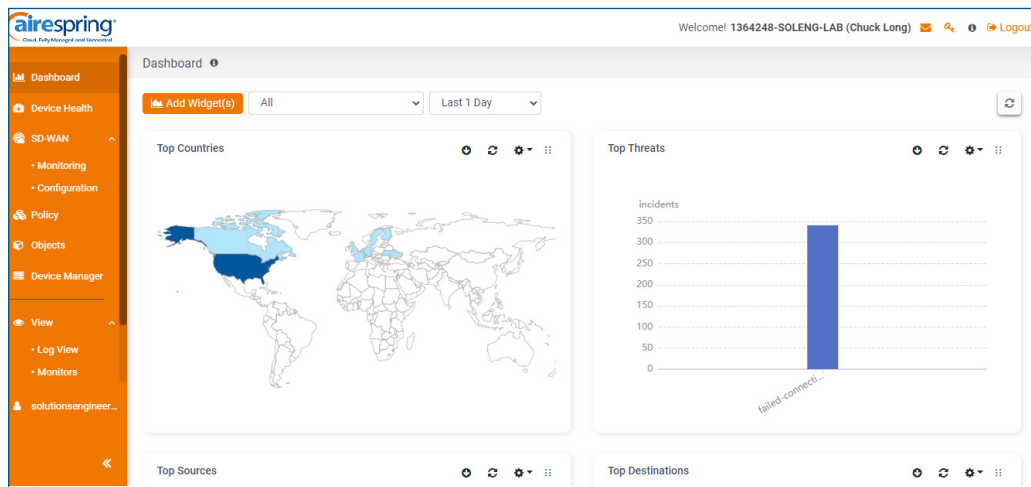 airespring
Cloud, Fully Managed and Connected
Welcome! 1364248-SOLENG-LAB (Chuck Long)
Logout
Dashboard
Device Health
SD-WAN
• Monitoring
• Configuration
Policy
Objects
Device Manager
View
• Log View
• Monitors
solutionsengineer...
Dashboard
Add Widget(s)
All
Last 1 Day
Top Countries
Top Threats
incidents
350
300
250
200
150
100
50
0
failed-connecti...
Top Sources
Top Destinations